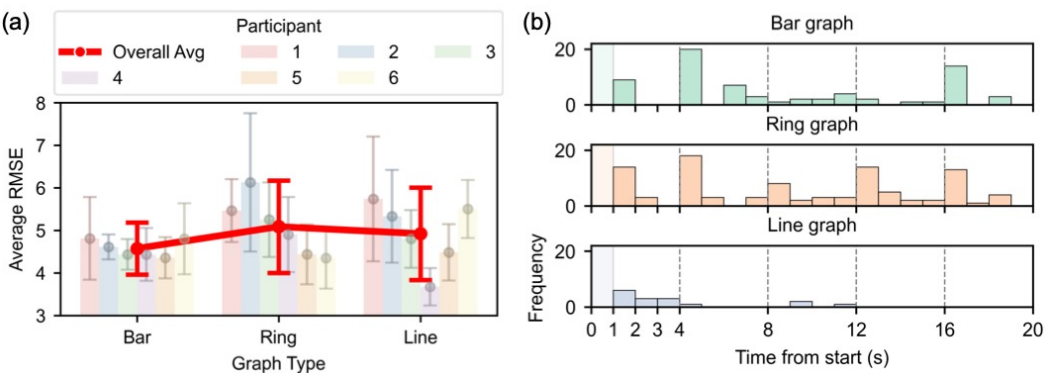 (a)
Participant
Overall Avg 1 2 3
4 5 6
8
7
6
5
4
3
Average RMSE
Bar Ring Line
Graph Type
(b)
Bar graph
20
0
Ring graph
20
0
Line graph
20
0
Frequency
0 1 2 3 4 8 12 16 20
Time from start (s)